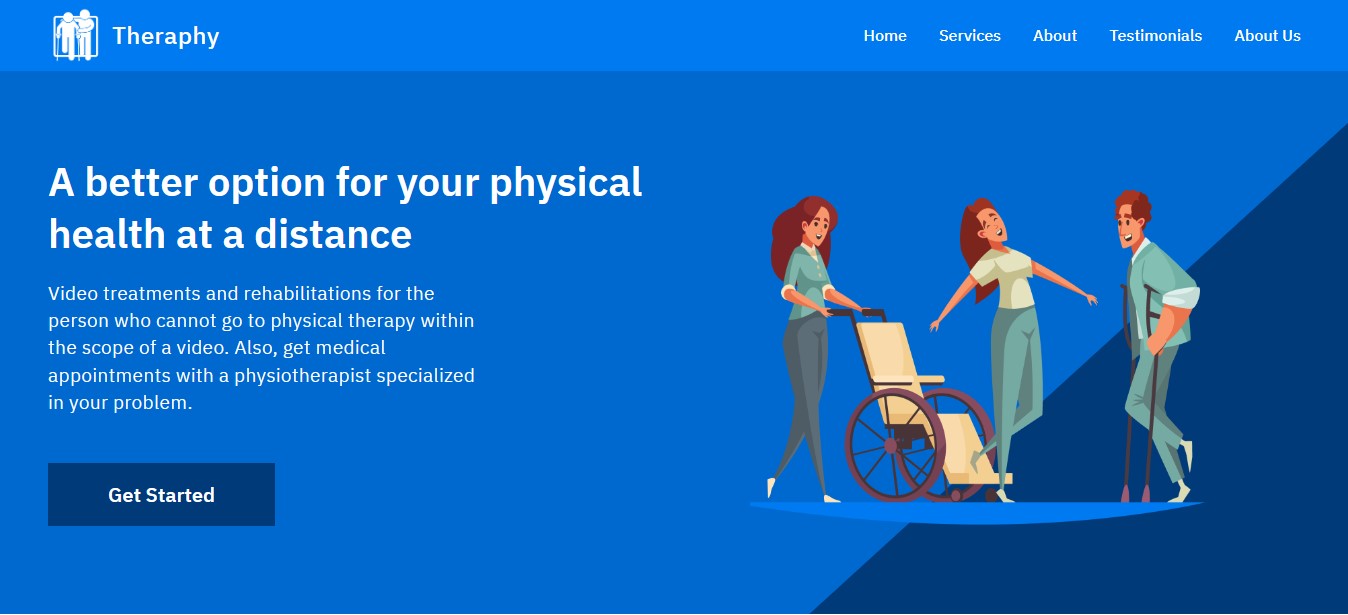 Theraphy
Home Services About Testimonials About Us
A better option for your physical
health at a distance
Video treatments and rehabilitations for the
person who cannot go to physical therapy within
the scope of a video. Also, get medical
appointments with a physiotherapist specialized
in your problem.
Get Started